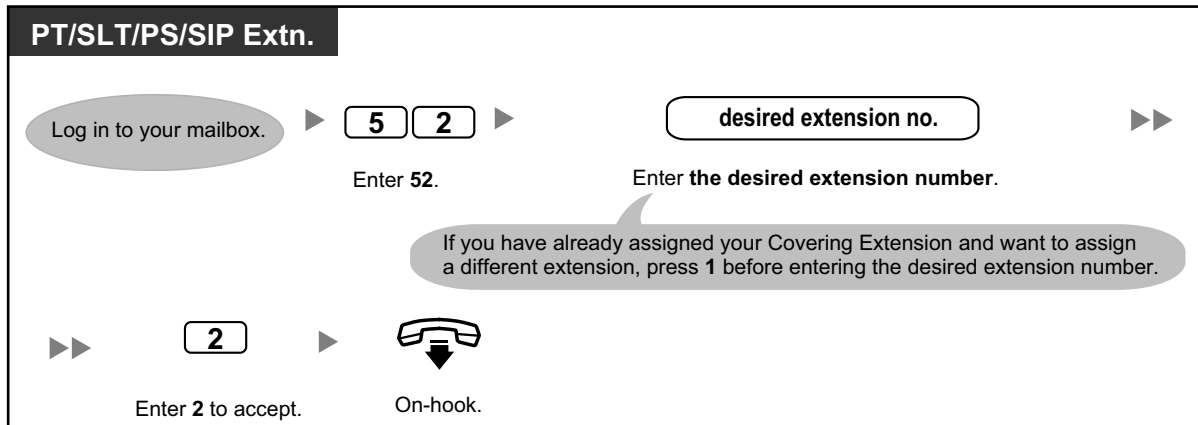 PT/SLT/PS/SIP Extn.
Log in to your mailbox.
5 2
desired extension no.
Enter 52.
Enter the desired extension number.
If you have already assigned your Covering Extension and want to assign
a different extension, press 1 before entering the desired extension number.
2
Enter 2 to accept.
On-hook.